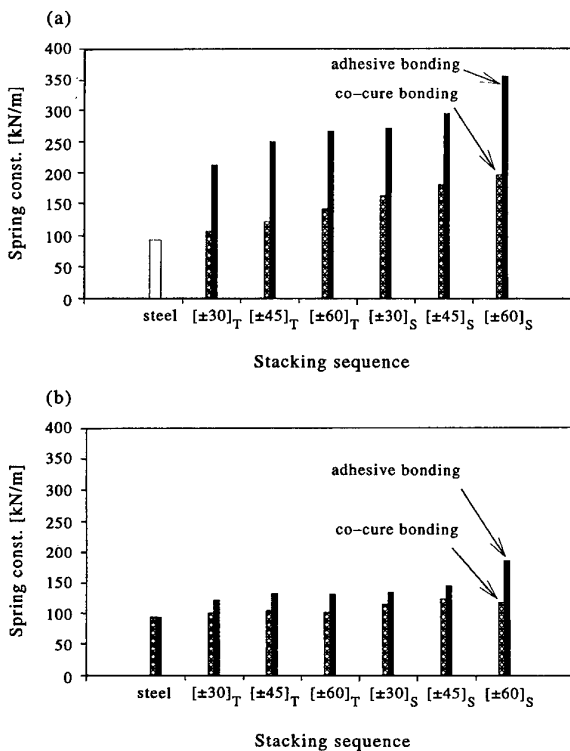 (a)
Spring const. [kN/m]
400
350
300
250
200
150
100
50
0
adhesive bonding
co-cure bonding
steel [±30]T [±45]T [±60]T [±30]S [±45]S [±60]S
Stacking sequence
(b)
Spring const. [kN/m]
400
350
300
250
200
150
100
50
0
adhesive bonding
co-cure bonding
steel [±30]T [±45]T [±60]T [±30]S [±45]S [±60]S
Stacking sequence